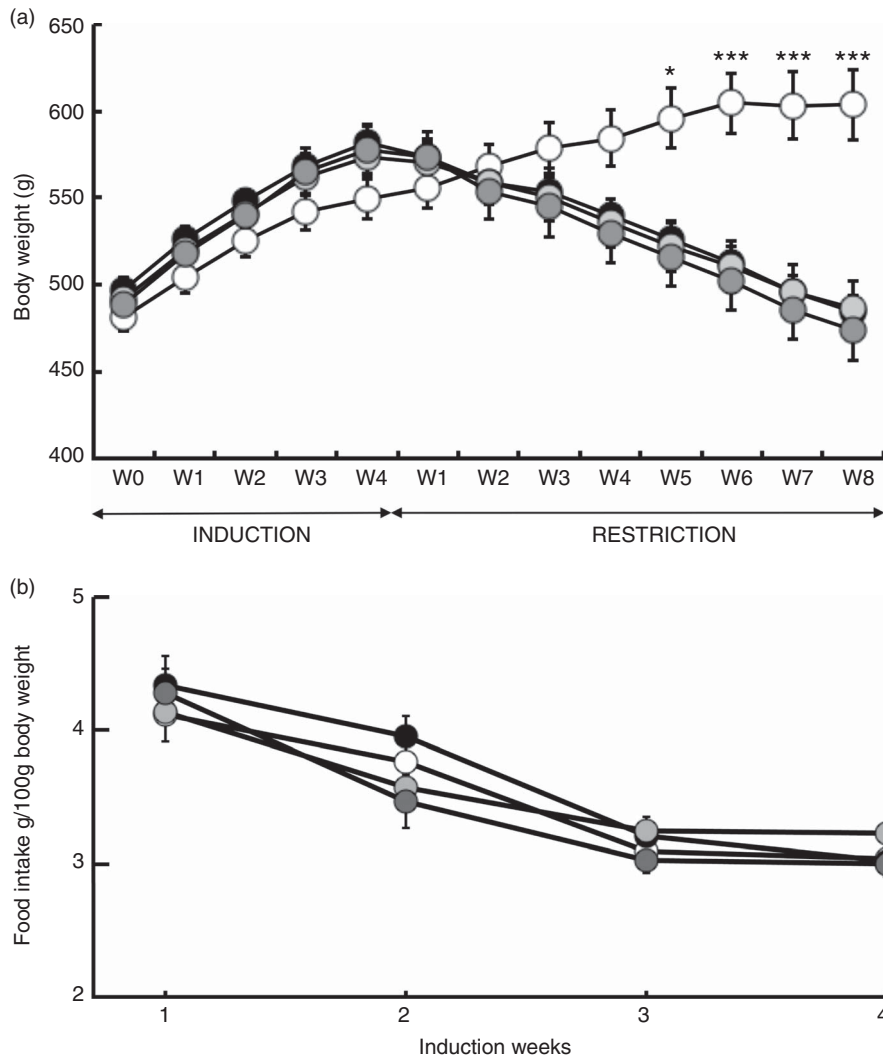 (a)
650
600
550
500
450
400
Body weight (g)
* *** *** ***
W0 W1 W2 W3 W4 W1 W2 W3 W4 W5 W6 W7 W8
INDUCTION RESTRICTION
(b)
5
4
3
2
Food intake g/100g body weight
1 2 3 4
Induction weeks